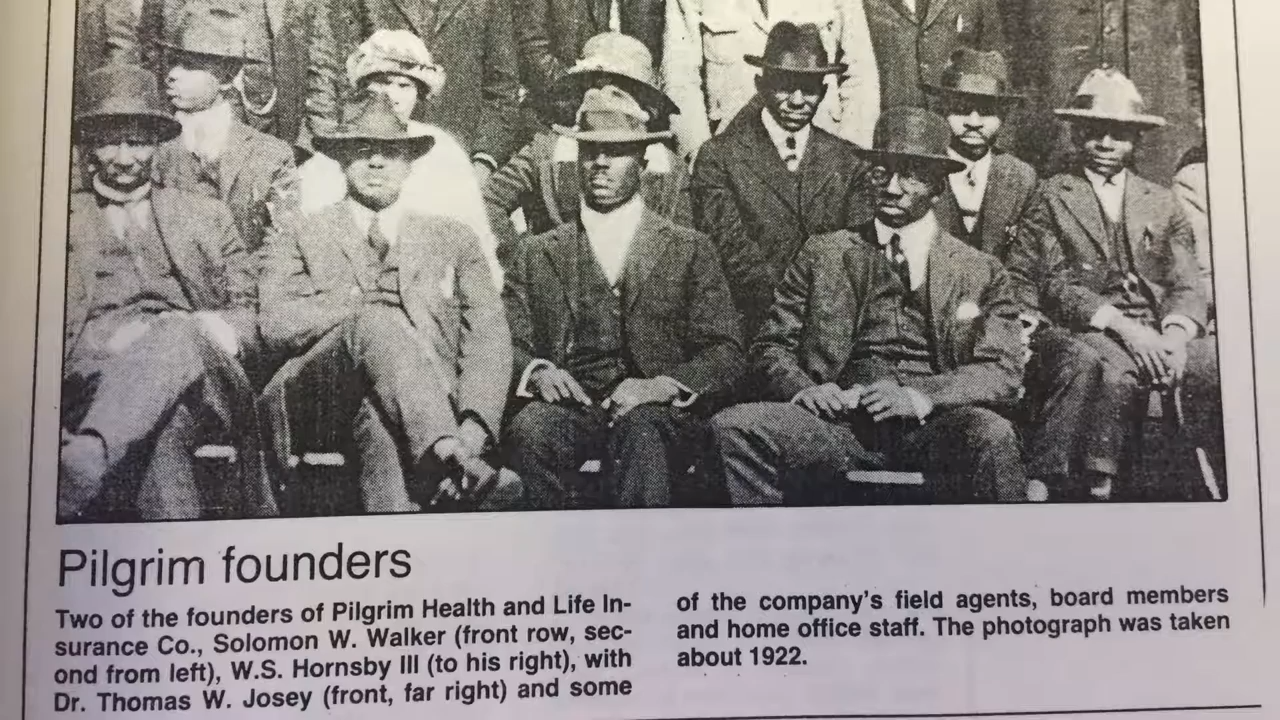 Pilgrim founders
Two of the founders of Pilgrim Health and Life In-
surance Co., Solomon W. Walker (front row, sec-
ond from left), W.S. Hornsby III (to his right), with
Dr. Thomas W. Josey (front, far right) and some
of the company's field agents, board members
and home office staff. The photograph was taken
about 1922.